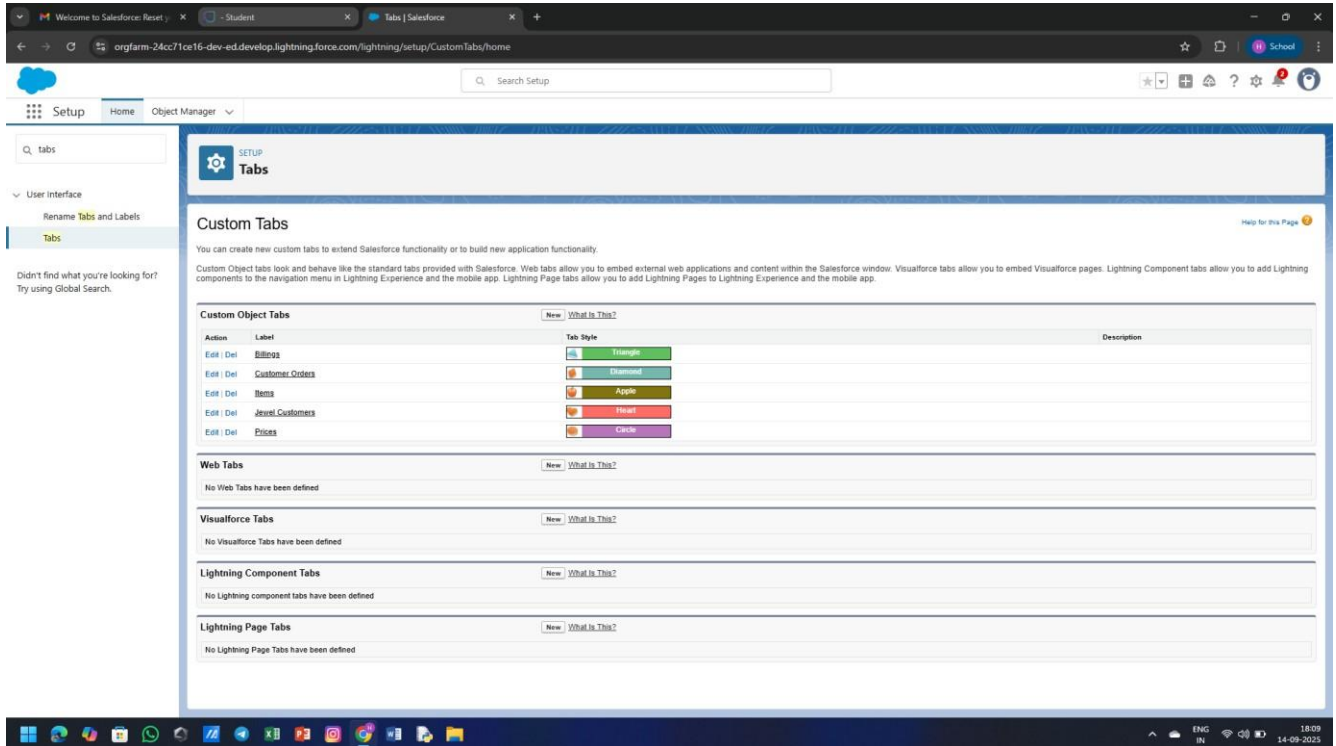 Welcome to Salesforce: Reset y
- Student
Tabs | Salesforce
orgfarm-24cc71ce16-dev-ed.develop.lightning.force.com/lightning/setup/CustomTabs/home
H School
Search Setup
2
Setup Home Object Manager
tabs
User Interface
Rename Tabs and Labels
Tabs
Didn't find what you're looking for?
Try using Global Search.
SETUP
Tabs
Custom Tabs
Help for this Page
You can create new custom tabs to extend Salesforce functionality or to build new application functionality.
Custom Object tabs look and behave like the standard tabs provided with Salesforce. Web tabs allow you to embed external web applications and content within the Salesforce window. Visualforce tabs allow you to embed Visualforce pages. Lightning Component tabs allow you to add Lightning
components to the navigation menu in Lightning Experience and the mobile app. Lightning Page tabs allow you to add Lightning Pages to Lightning Experience and the mobile app.
Custom Object Tabs New What Is This?
Action Label Tab Style Description
Edit | Del Billings Triangle
Edit | Del Customer Orders Diamond
Edit | Del Items Apple
Edit | Del Jewel Customers Heart
Edit | Del Prices Circle
Web Tabs New What Is This?
No Web Tabs have been defined
Visualforce Tabs New What Is This?
No Visualforce Tabs have been defined
Lightning Component Tabs New What Is This?
No Lightning component tabs have been defined
Lightning Page Tabs New What Is This?
No Lightning Page Tabs have been defined
ENG 18:09
IN 14-09-2025